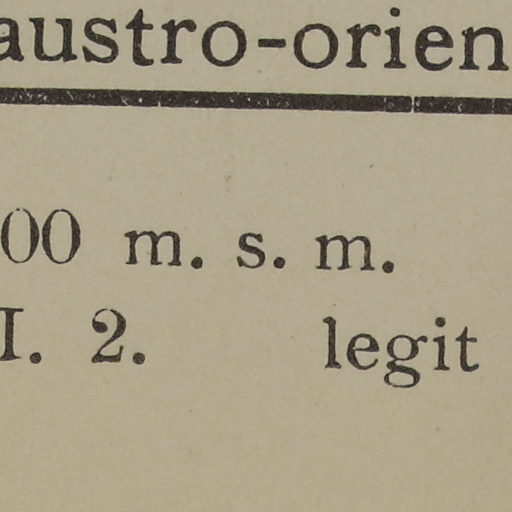 austro-orien
00 m. s. m.
I. 2. legit